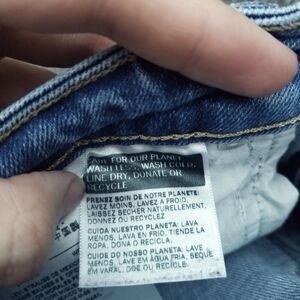 CARE FOR OUR PLANET:
WASH LESS, WASH COLD,
LINE DRY, DONATE OR
RECYCLE
PRENEZ SOIN DE NOTRE PLANÈTE:
LAVEZ MOINS, LAVEZ A FROID,
LAISSEZ SECHER NATURELLEMENT,
DONNEZ OU RECYCLEZ
CUIDA NUESTRO PLANETA: LAVA
MENOS, LAVA EN FRIO, TIENDE LA
ROPA, DONA O RECICLA.
CUIDE DO NOSSO PLANETA: LAVE
MENOS, LAVE EM ÁGUA FRIA, SEQUE
EM VARAL, DOE OU RECICLE.